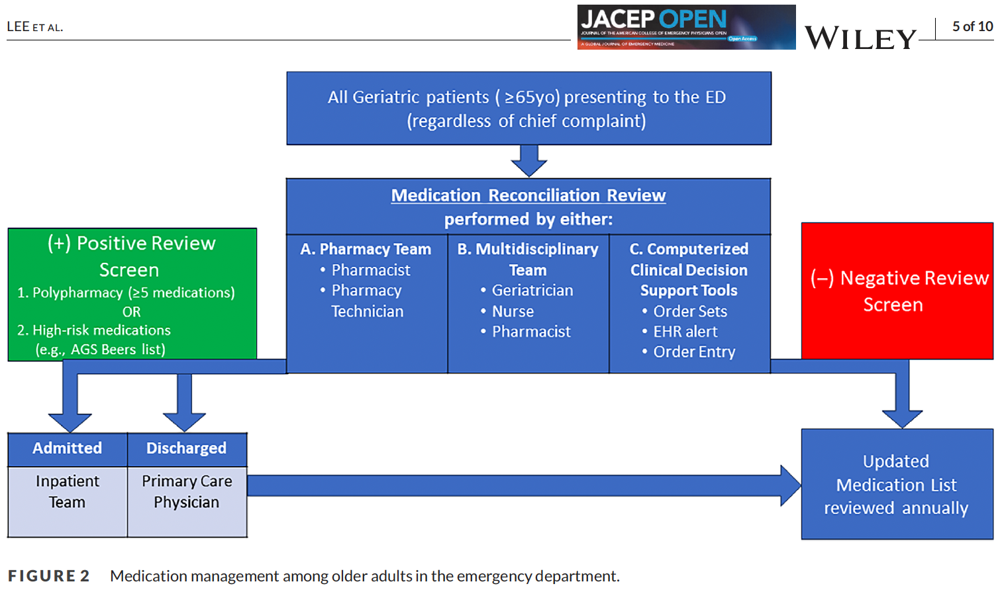 LEE ET AL.
JACEP OPEN
JOURNAL OF THE AMERICAN COLLEGE OF EMERGENCY PHYSICIANS OPEN
Open Access
A GLOBAL JOURNAL OF EMERGENCY MEDICINE
WILEY
5 of 10
All Geriatric patients ( ≥65yo) presenting to the ED
(regardless of chief complaint)
Medication Reconciliation Review
performed by either:
A. Pharmacy Team
• Pharmacist
• Pharmacy
Technician
B. Multidisciplinary
Team
• Geriatrician
• Nurse
• Pharmacist
C. Computerized
Clinical Decision
Support Tools
• Order Sets
• EHR alert
• Order Entry
(+) Positive Review
Screen
1. Polypharmacy (≥5 medications)
OR
2. High-risk medications
(e.g., AGS Beers list)
(−) Negative Review
Screen
Admitted
Inpatient
Team
Discharged
Primary Care
Physician
Updated
Medication List
reviewed annually
FIGURE 2 Medication management among older adults in the emergency department.